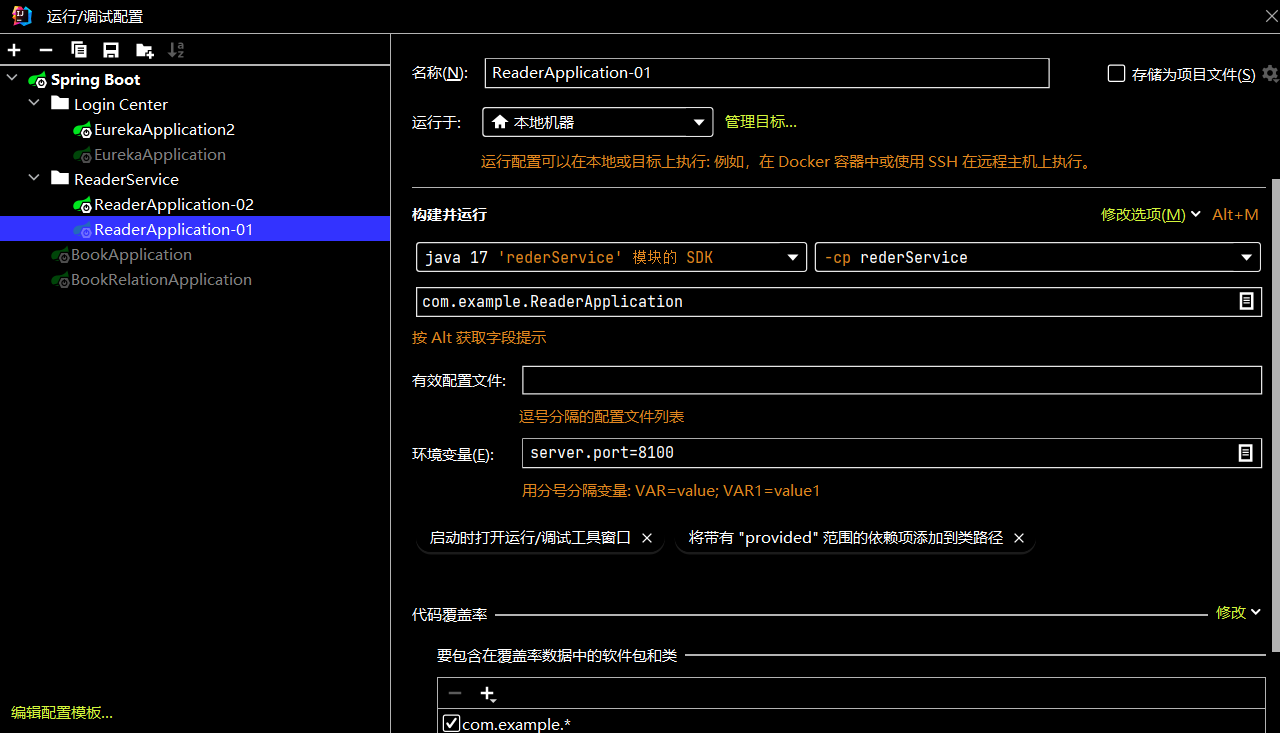 运行/调试配置
Spring Boot
Login Center
EurekaApplication2
EurekaApplication
ReaderService
ReaderApplication-02
ReaderApplication-01
BookApplication
BookRelationApplication
编辑配置模板...
名称(N): ReaderApplication-01 存储为项目文件(S)
运行于: 本地机器 管理目标...
运行配置可以在本地或目标上执行: 例如，在 Docker 容器中或使用 SSH 在远程主机上执行。
构建并运行 修改选项(M) Alt+M
java 17 'rederService' 模块的 SDK -cp rederService
com.example.ReaderApplication
按 Alt 获取字段提示
有效配置文件:
逗号分隔的配置文件列表
环境变量(E): server.port=8100
用分号分隔变量: VAR=value; VAR1=value1
启动时打开运行/调试工具窗口 × 将带有 "provided" 范围的依赖项添加到类路径 ×
代码覆盖率 修改
要包含在覆盖率数据中的软件包和类
com.example.*